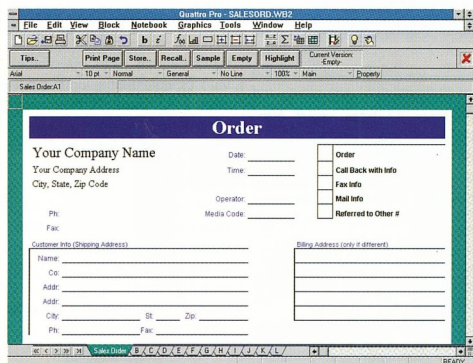 Quattro Pro - SALESORD.WB2
File Edit View Block Notebook Graphics Tools Window Help
b i
Tips.. Print Page Store.. Recall.. Sample Empty Highlight Current Version: -Empty-
Arial 10 pt Normal General No Line 100% Main Property
Sales Order:A1
Order
Your Company Name Date: Order
Your Company Address Time: Call Back with Info
City, State, Zip Code Fax Info
Operator: Mail Info
Ph: Media Code: Referred to Other #
Fax:
Customer Info (Shipping Address) Billing Address (only if different)
Name:
Co:
Addr:
Addr:
City: St: Zip:
Ph: Fax:
Sales Order B C D E F G H I J K L
READY